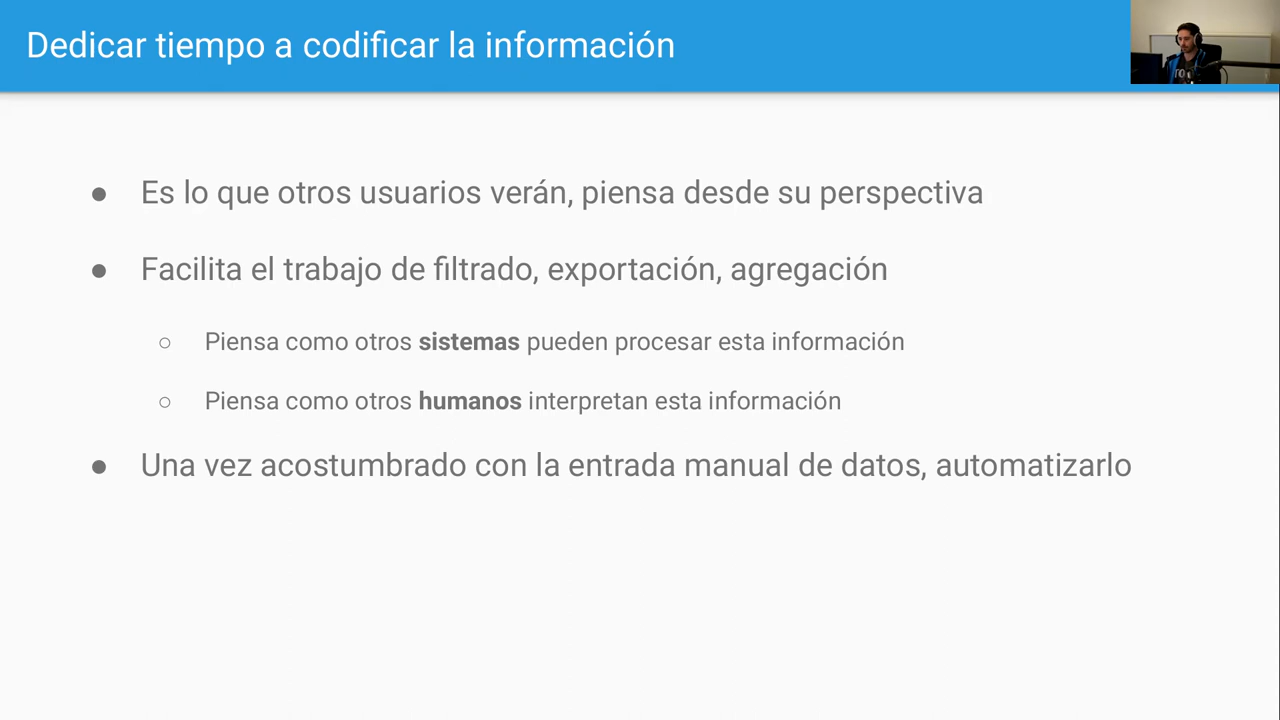 Dedicar tiempo a codificar la información
● Es lo que otros usuarios verán, piensa desde su perspectiva
● Facilita el trabajo de filtrado, exportación, agregación
○ Piensa como otros sistemas pueden procesar esta información
○ Piensa como otros humanos interpretan esta información
● Una vez acostumbrado con la entrada manual de datos, automatizarlo